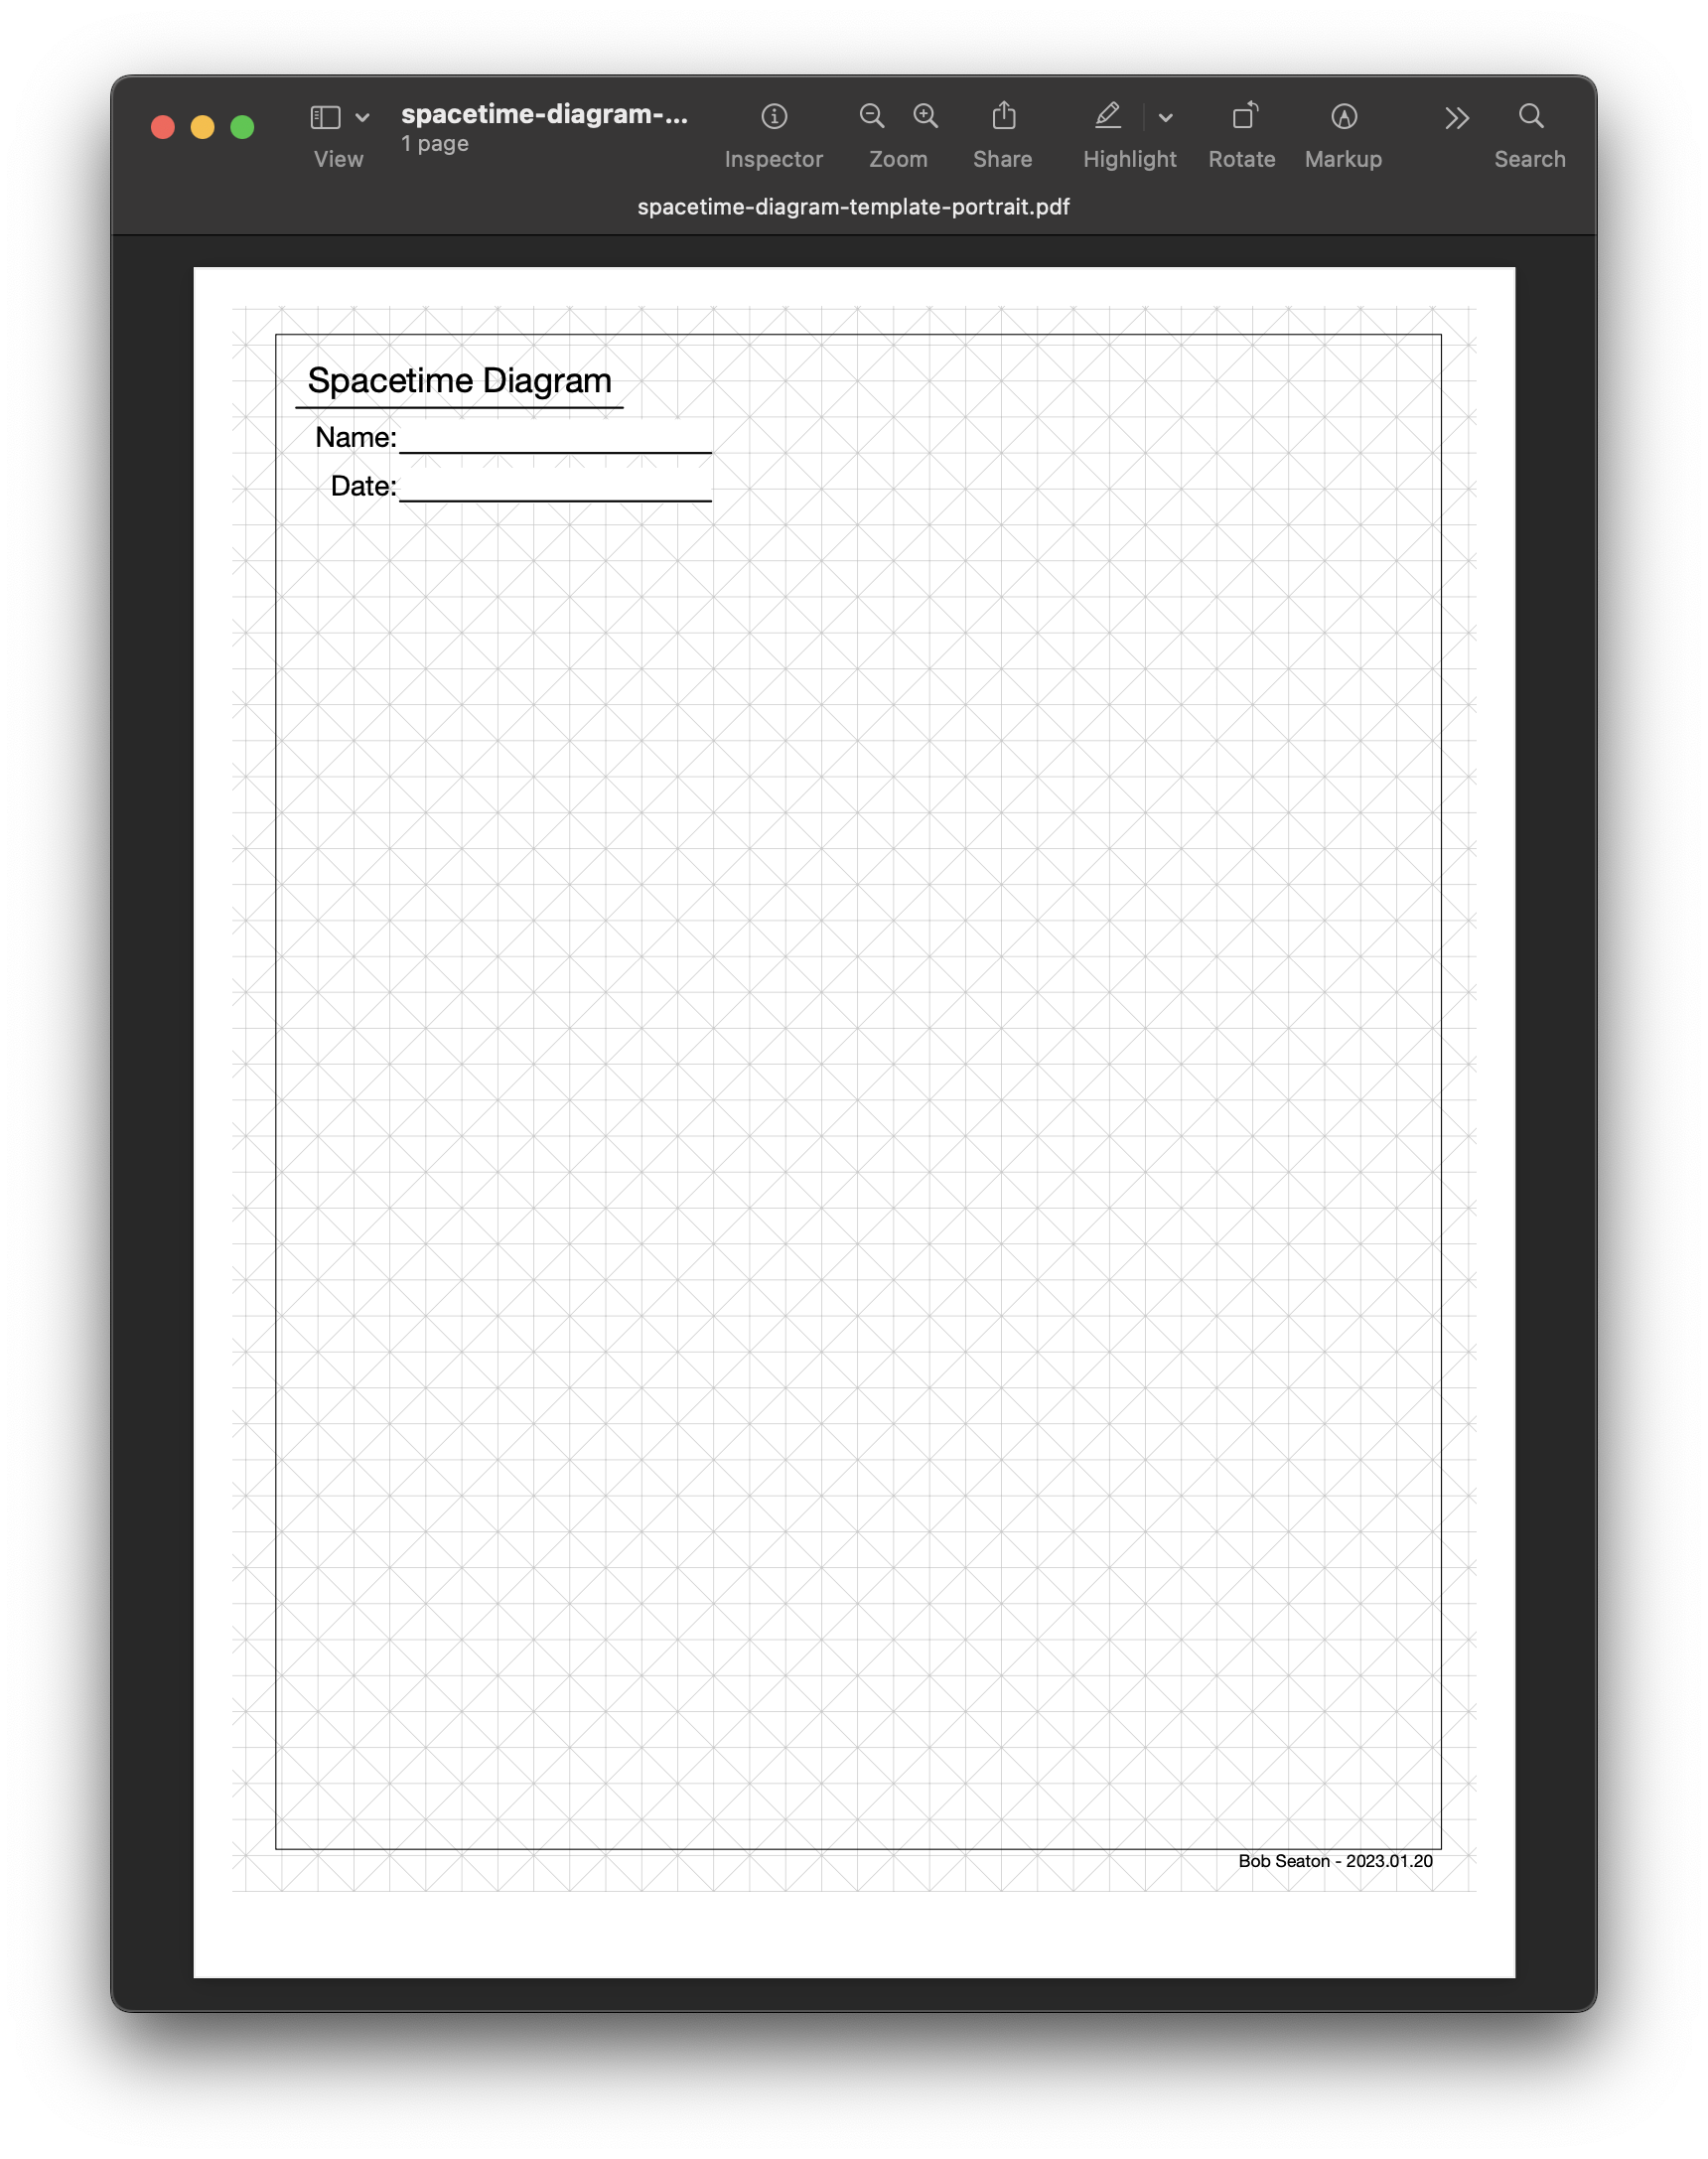 spacetime-diagram-...
1 page
View
Inspector
Zoom
Share
Highlight
Rotate
Markup
Search
spacetime-diagram-template-portrait.pdf
Spacetime Diagram
Name:
Date:
Bob Seaton - 2023.01.20